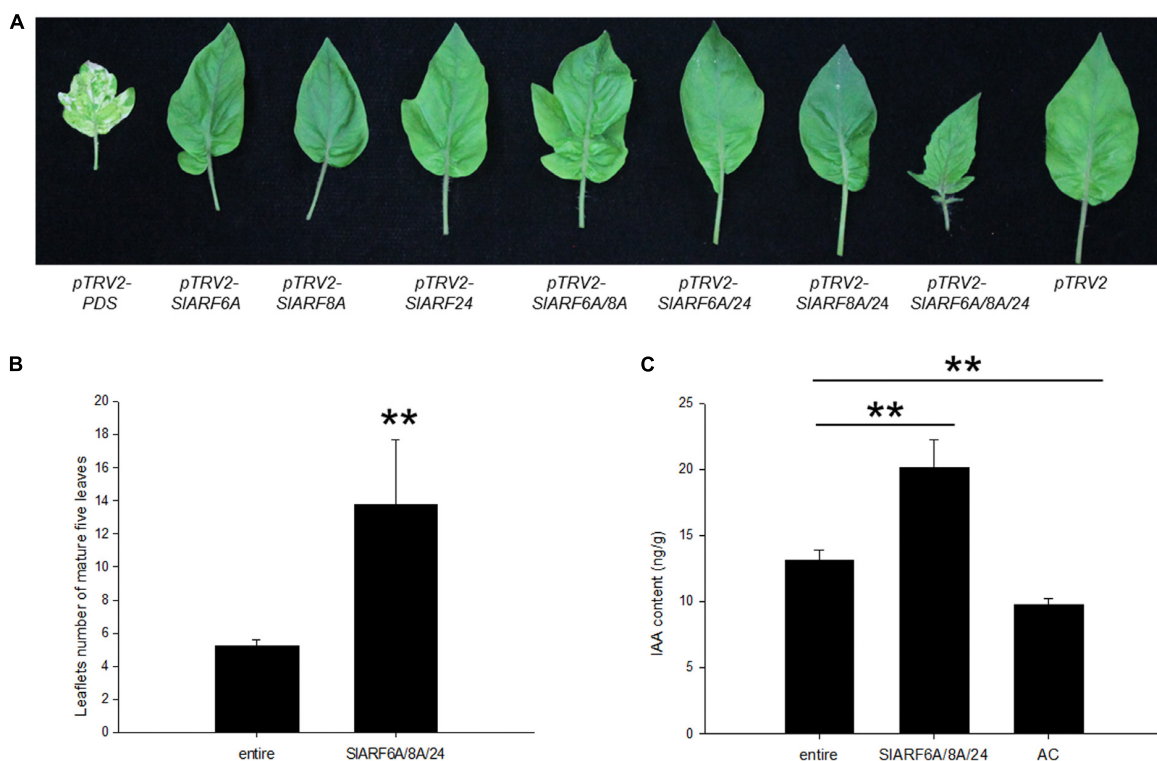 A
pTRV2-PDS
pTRV2-SlARF6A
pTRV2-SlARF8A
pTRV2-SlARF24
pTRV2-SlARF6A/8A
pTRV2-SlARF6A/24
pTRV2-SlARF8A/24
pTRV2-SlARF6A/8A/24
pTRV2
B
Leaflets number of mature five leaves
20
18
16
14
12
10
8
6
4
2
0
**
entire
SlARF6A/8A/24
C
IAA content (ng/g)
25
20
15
10
5
0
**
**
entire
SlARF6A/8A/24
AC